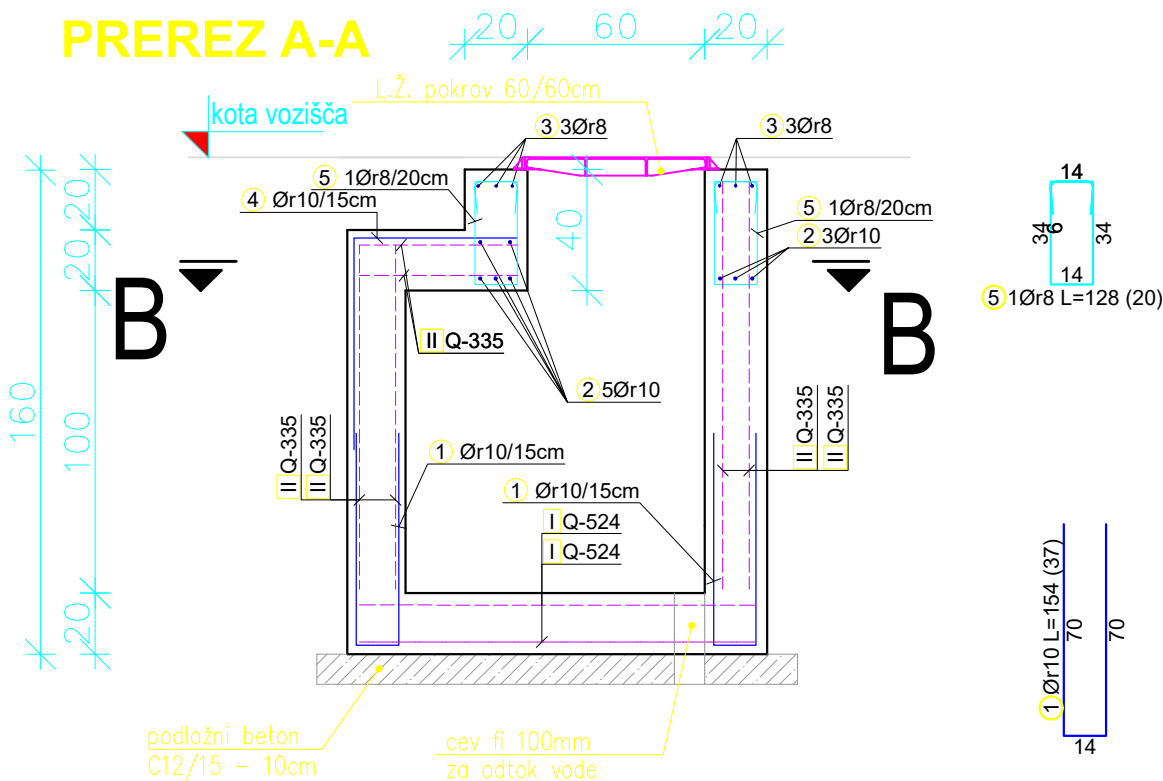 PREREZ A-A
20
60
20
L.Ž. pokrov 60/60cm
kota vozišča
3 3Ør8
3 3Ør8
5 1Ør8/20cm
4 Ør10/15cm
5 1Ør8/20cm
2 3Ør10
20
20
100
20
160
40
B
B
II Q-335
2 5Ør10
II Q-335
II Q-335
II Q-335
II Q-335
1 Ør10/15cm
1 Ør10/15cm
I Q-524
I Q-524
podložni beton
C12/15 - 10cm
cev fi 100mm
za odtok vode
14
34
6
34
14
5 1Ør8 L=128 (20)
1 Ør10 L=154 (37)
70
70
14